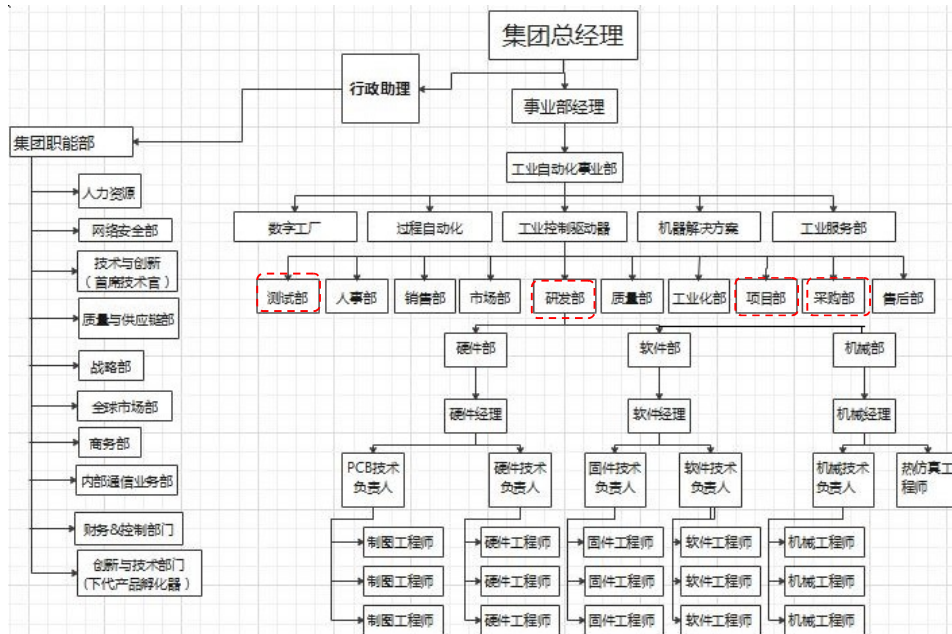 集团总经理
行政助理
事业部经理
集团职能部
工业自动化事业部
人力资源
网络安全部
技术与创新
（首席技术官）
质量与供应链部
战略部
全球市场部
商务部
内部通信业务部
财务&控制部门
创新与技术部门
（下代产品孵化器）
数字工厂
过程自动化
工业控制驱动器
机器解决方案
工业服务部
测试部
人事部
销售部
市场部
研发部
质量部
工业化部
项目部
采购部
售后部
硬件部
软件部
机械部
硬件经理
软件经理
机械经理
PCB技术
负责人
硬件技术
负责人
固件技术
负责人
软件技术
负责人
机械技术
负责人
热仿真工
程师
制图工程师
硬件工程师
固件工程师
软件工程师
机械工程师
制图工程师
硬件工程师
固件工程师
软件工程师
机械工程师
制图工程师
硬件工程师
固件工程师
软件工程师
机械工程师